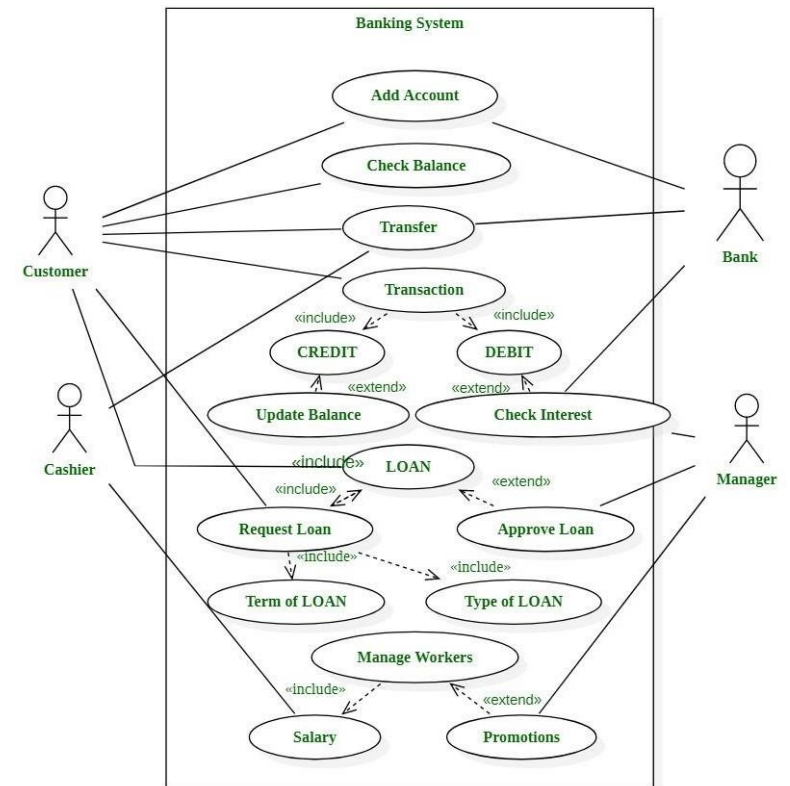 Banking System
Add Account
Check Balance
Transfer
Customer
Bank
Transaction
«include»
«include»
CREDIT
DEBIT
«extend»
«extend»
Update Balance
Check Interest
Cashier
Manager
«include»
LOAN
«include»
«extend»
Request Loan
Approve Loan
«include»
«include»
Term of LOAN
Type of LOAN
Manage Workers
«include»
«extend»
Salary
Promotions